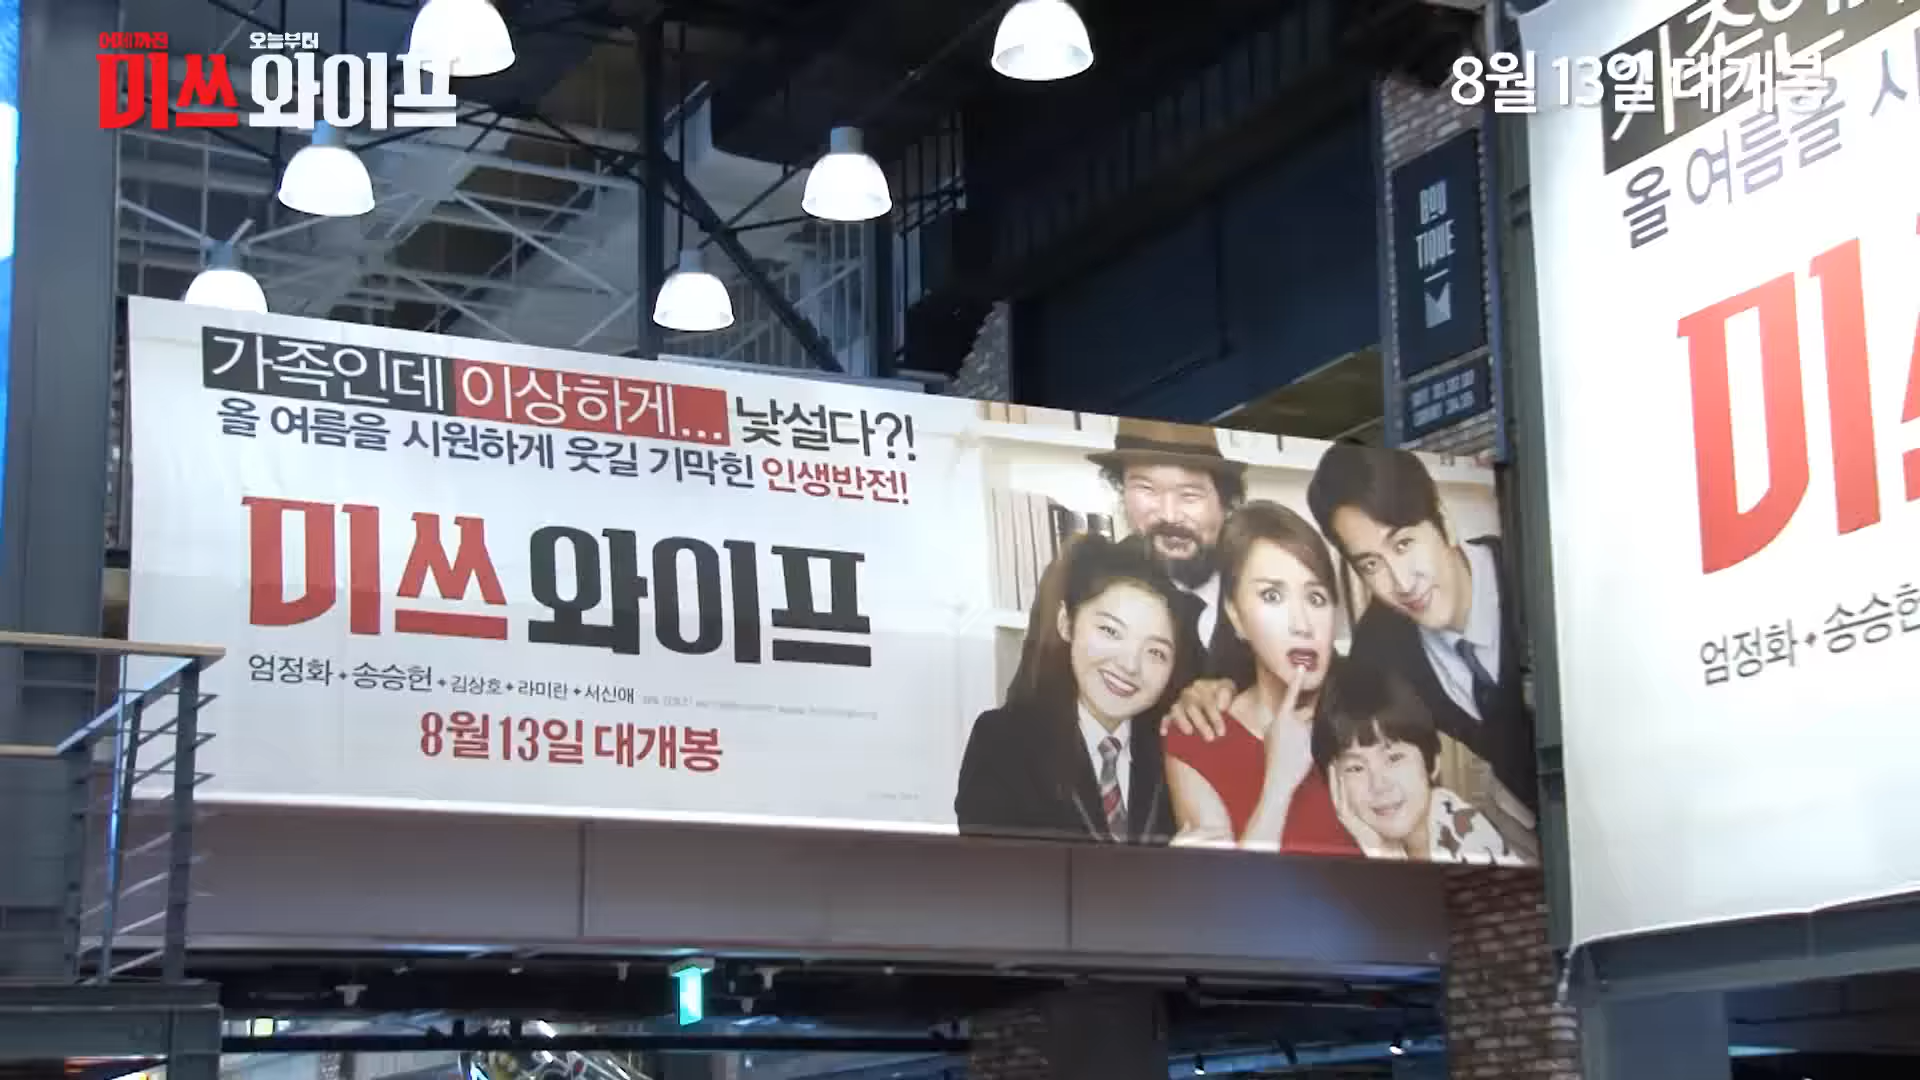 어제까진 오늘부터
미쓰 와이프
8월 13일 대개봉
BOU
TIQUE
M
가족인데 이상하게... 낯설다?!
올 여름을 시원하게 웃길 기막힌 인생반전!
미쓰 와이프
엄정화 + 송승헌 + 김상호 + 라미란 + 서신애
8월 13일 대개봉
올 여름을 시
미
엄정화 + 송승헌